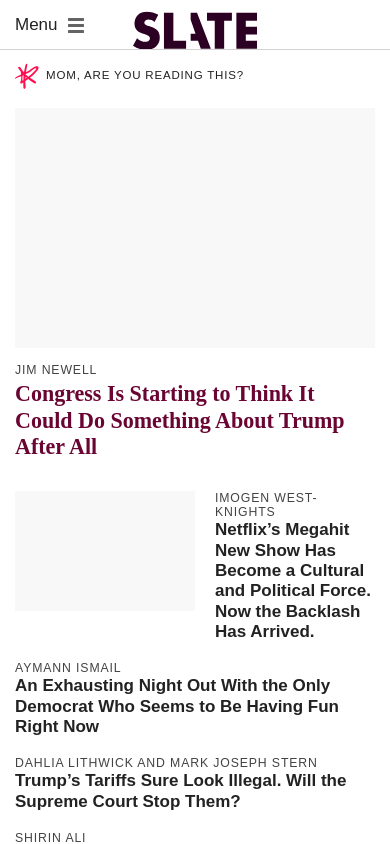 Menu
SLATE
MOM, ARE YOU READING THIS?
JIM NEWELL
Congress Is Starting to Think It
Could Do Something About Trump
After All
IMOGEN WEST-
KNIGHTS
Netflix’s Megahit
New Show Has
Become a Cultural
and Political Force.
Now the Backlash
Has Arrived.
AYMANN ISMAIL
An Exhausting Night Out With the Only
Democrat Who Seems to Be Having Fun
Right Now
DAHLIA LITHWICK AND MARK JOSEPH STERN
Trump’s Tariffs Sure Look Illegal. Will the
Supreme Court Stop Them?
SHIRIN ALI